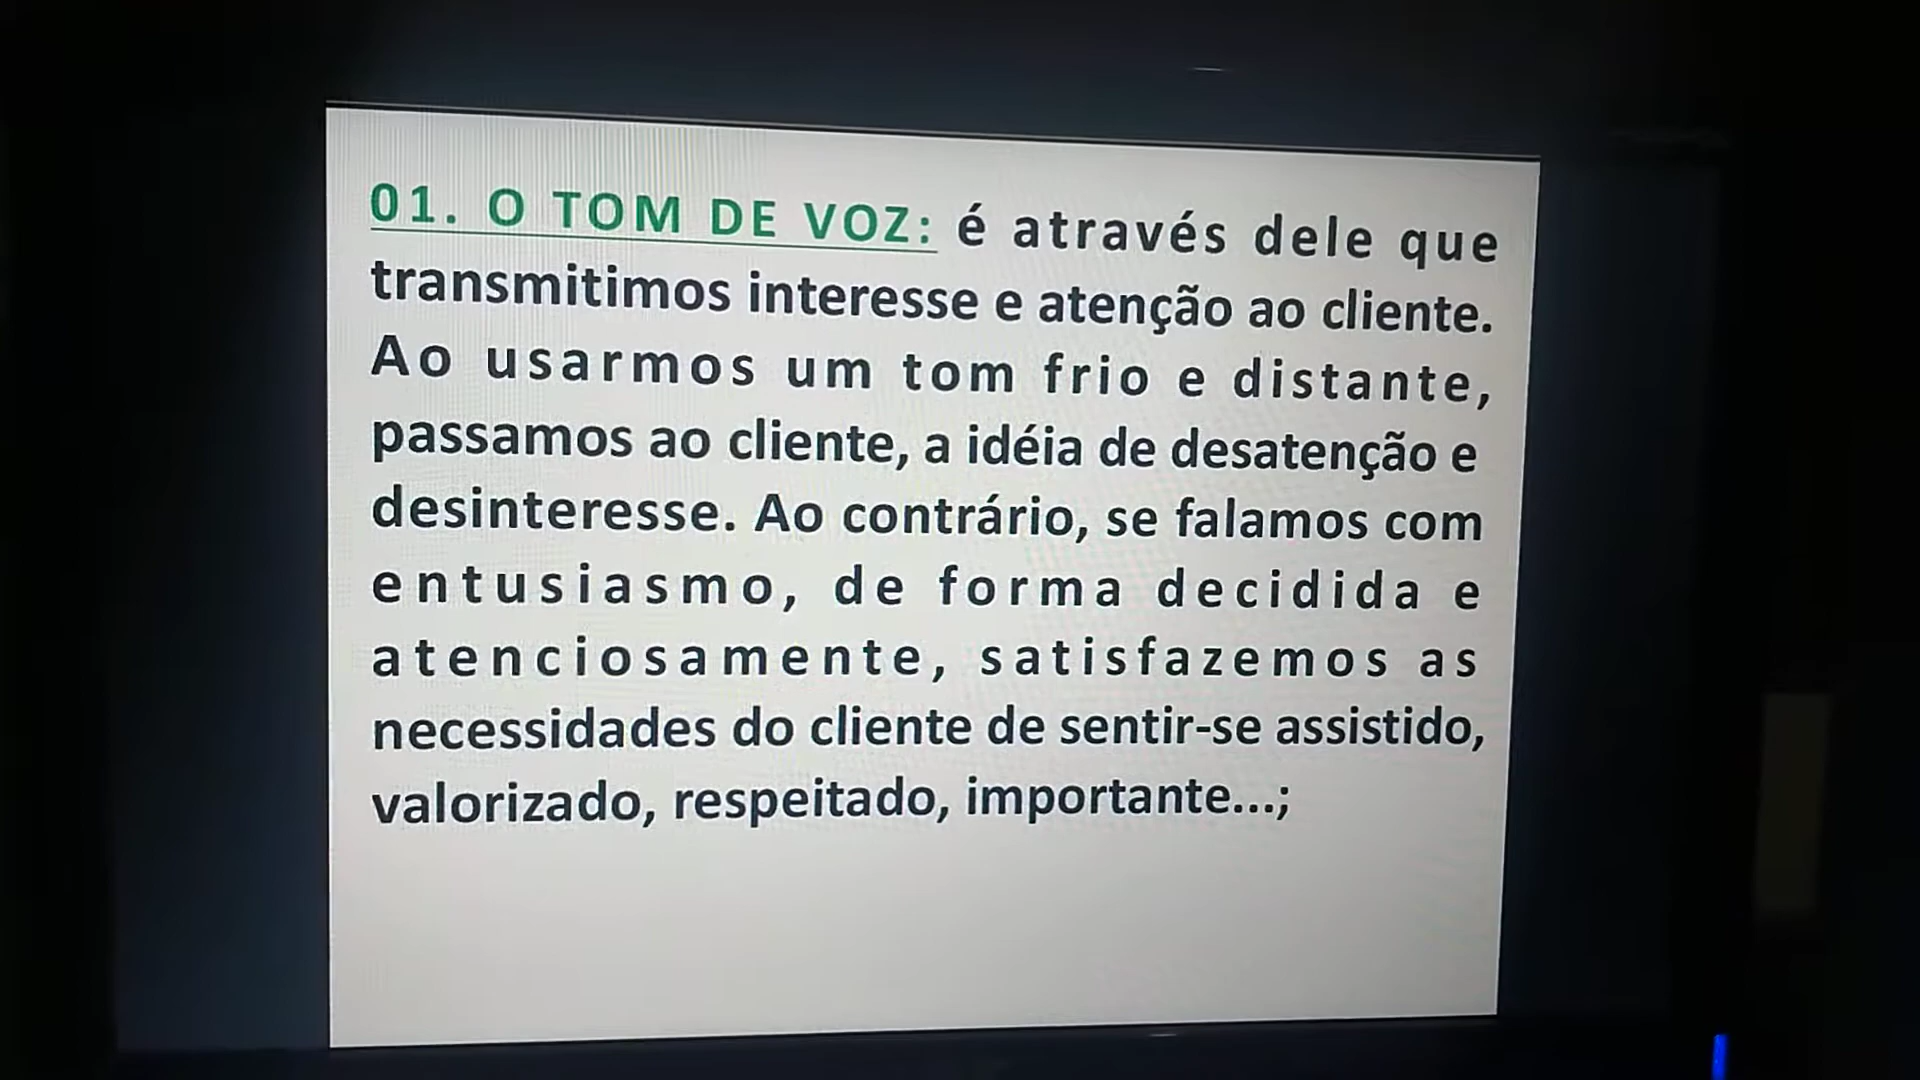 01. O TOM DE VOZ: é através dele que
transmitimos interesse e atenção ao cliente.
Ao usarmos um tom frio e distante,
passamos ao cliente, a idéia de desatenção e
desinteresse. Ao contrário, se falamos com
entusiasmo, de forma decidida e
atenciosamente, satisfazemos as
necessidades do cliente de sentir-se assistido,
valorizado, respeitado, importante...;